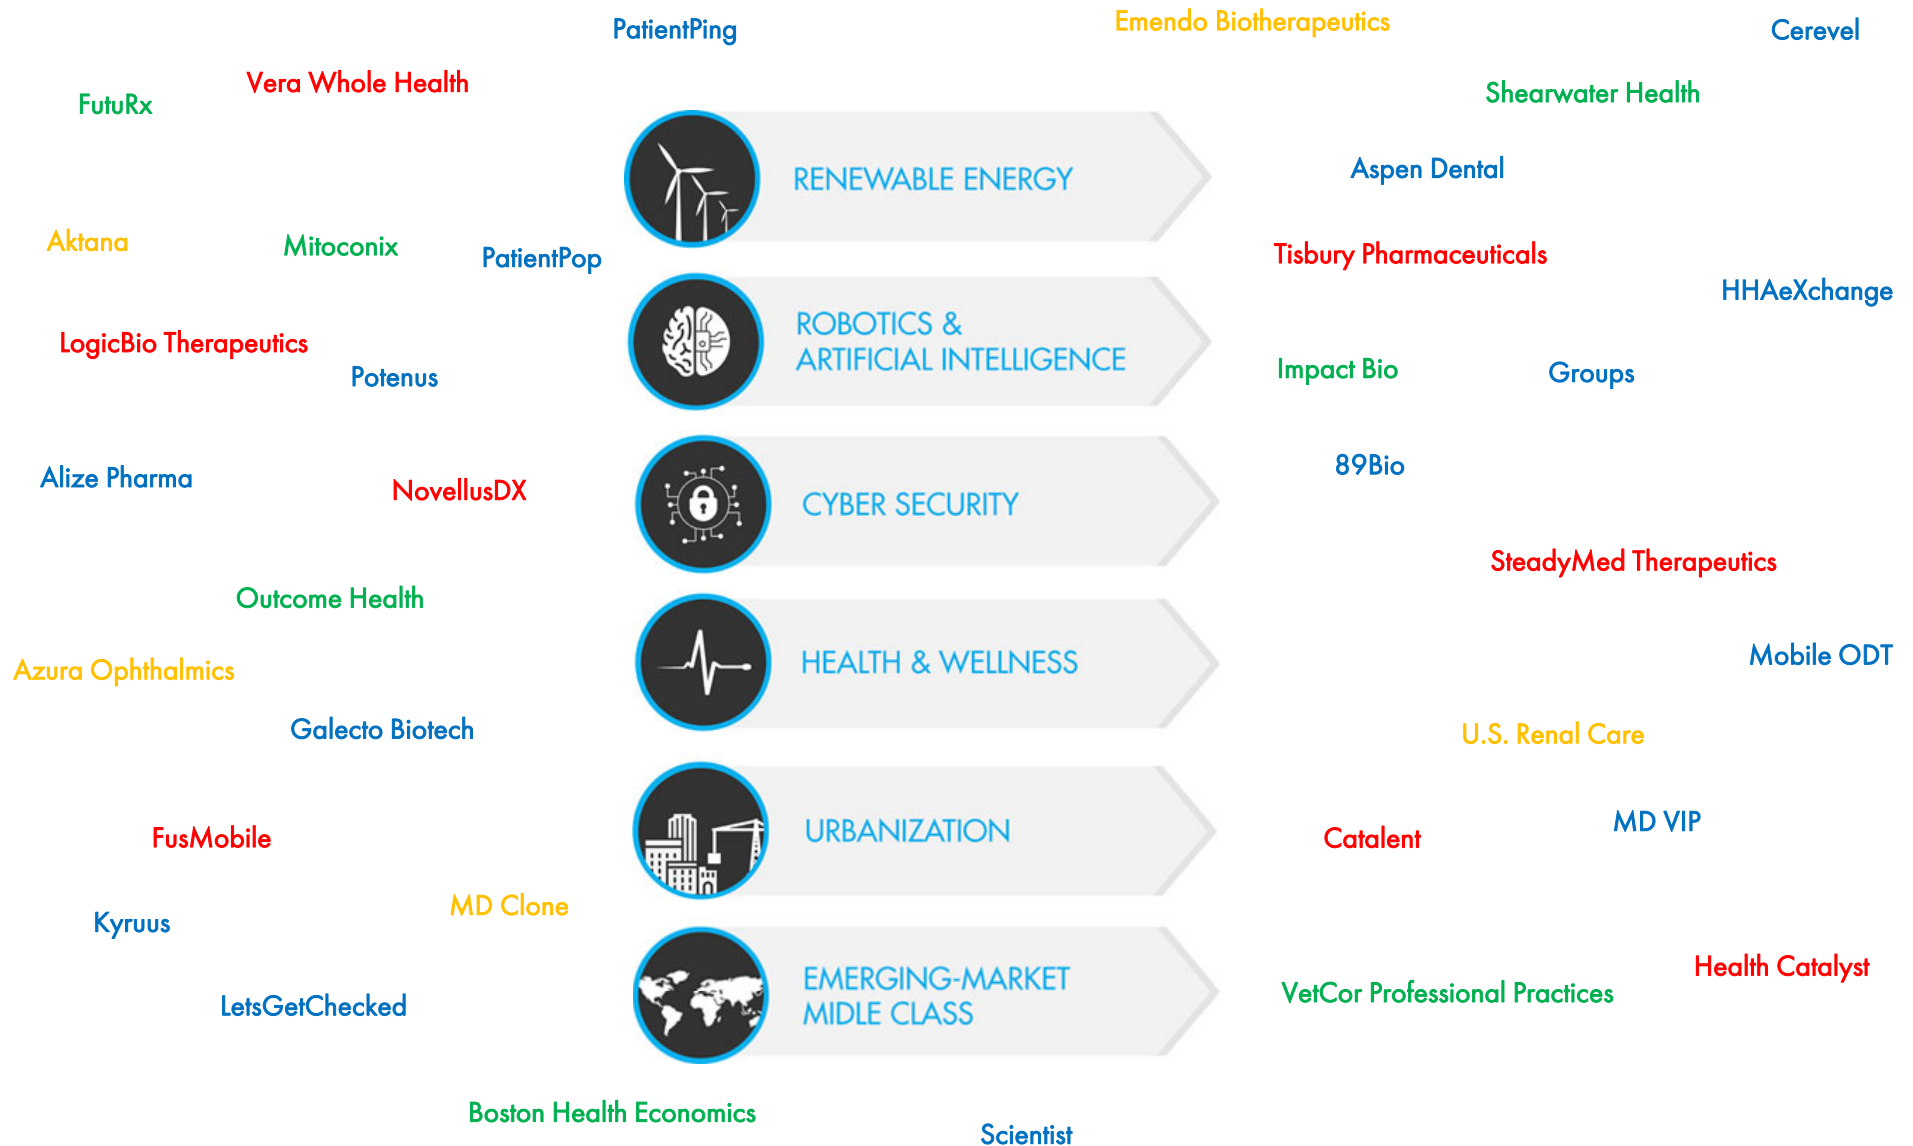 PatientPing
Emendo Biotherapeutics
Cerevel
Vera Whole Health
FutuRx
Shearwater Health
RENEWABLE ENERGY
Aspen Dental
Aktana
Mitoconix
PatientPop
Tisbury Pharmaceuticals
HHAeXchange
ROBOTICS &
ARTIFICIAL INTELLIGENCE
LogicBio Therapeutics
Potenus
Impact Bio
Groups
Alize Pharma
NovellusDX
CYBER SECURITY
89Bio
SteadyMed Therapeutics
Outcome Health
Azura Ophthalmics
HEALTH & WELLNESS
Mobile ODT
Galecto Biotech
U.S. Renal Care
FusMobile
URBANIZATION
Catalent
MD VIP
MD Clone
Kyruus
EMERGING-MARKET
MIDLE CLASS
Health Catalyst
VetCor Professional Practices
LetsGetChecked
Boston Health Economics
Scientist